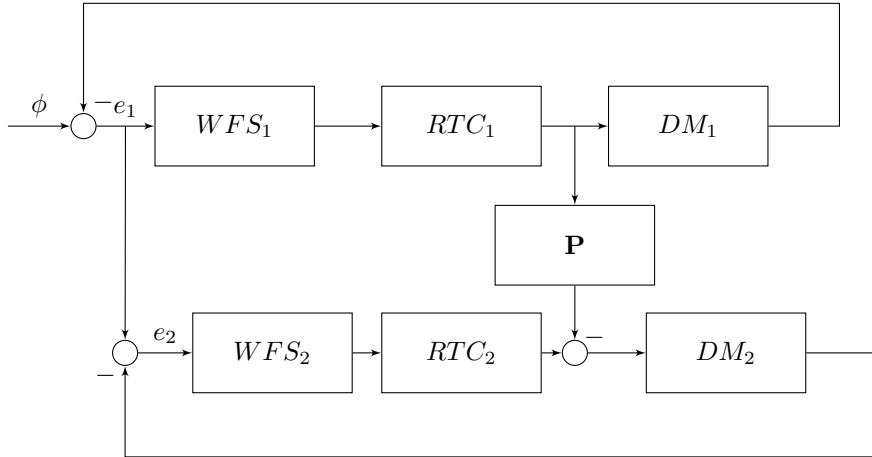 ϕ
− e₁
WFS₁
RTC₁
DM₁
P
−
e₂
WFS₂
RTC₂
−
DM₂